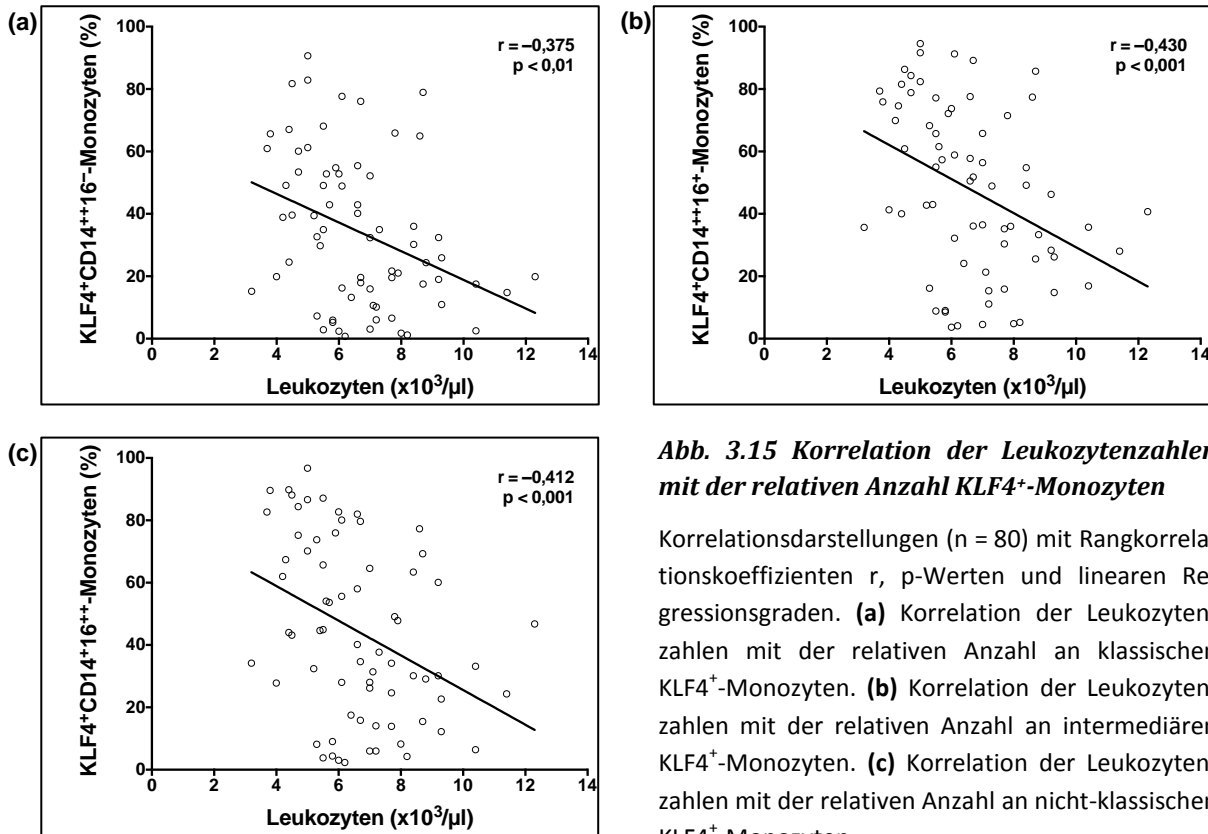 (a)
KLF4⁺CD14⁺⁺16⁻-Monozyten (%)
100
80
60
40
20
0
r = –0,375
p < 0,01
0 2 4 6 8 10 12 14
Leukozyten (x10³/µl)
(b)
KLF4⁺CD14⁺⁺16⁺-Monozyten (%)
100
80
60
40
20
0
r = –0,430
p < 0,001
0 2 4 6 8 10 12 14
Leukozyten (x10³/µl)
(c)
KLF4⁺CD14⁺16⁺⁺-Monozyten (%)
100
80
60
40
20
0
r = –0,412
p < 0,001
0 2 4 6 8 10 12 14
Leukozyten (x10³/µl)
Abb. 3.15 Korrelation der Leukozytenzahlen
mit der relativen Anzahl KLF4⁺-Monozyten
Korrelationsdarstellungen (n = 80) mit Rangkorrela
tionskoeffizienten r, p-Werten und linearen Re
gressionsgraden. (a) Korrelation der Leukozyten
zahlen mit der relativen Anzahl an klassischen
KLF4⁺-Monozyten. (b) Korrelation der Leukozyten
zahlen mit der relativen Anzahl an intermediären
KLF4⁺-Monozyten. (c) Korrelation der Leukozyten
zahlen mit der relativen Anzahl an nicht-klassischen
KLF4⁺-Monozyten.